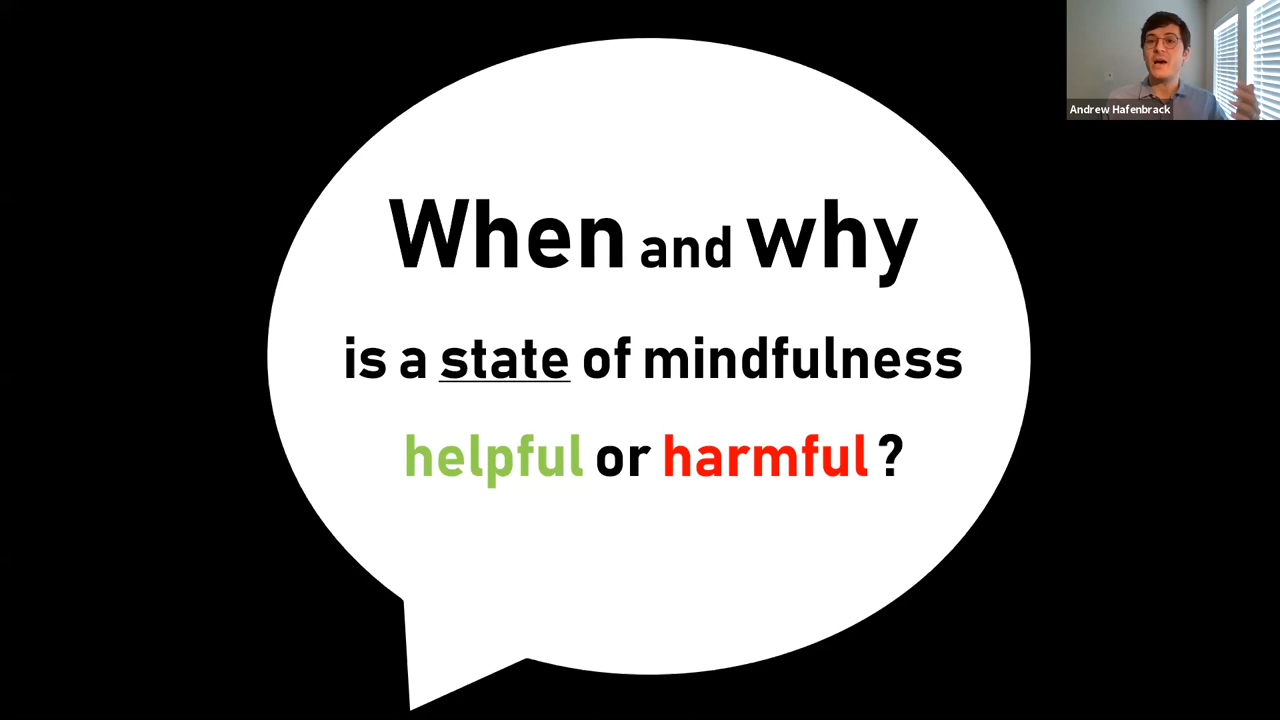 Andrew Hafenbrack
When and why
is a state of mindfulness
helpful or harmful ?